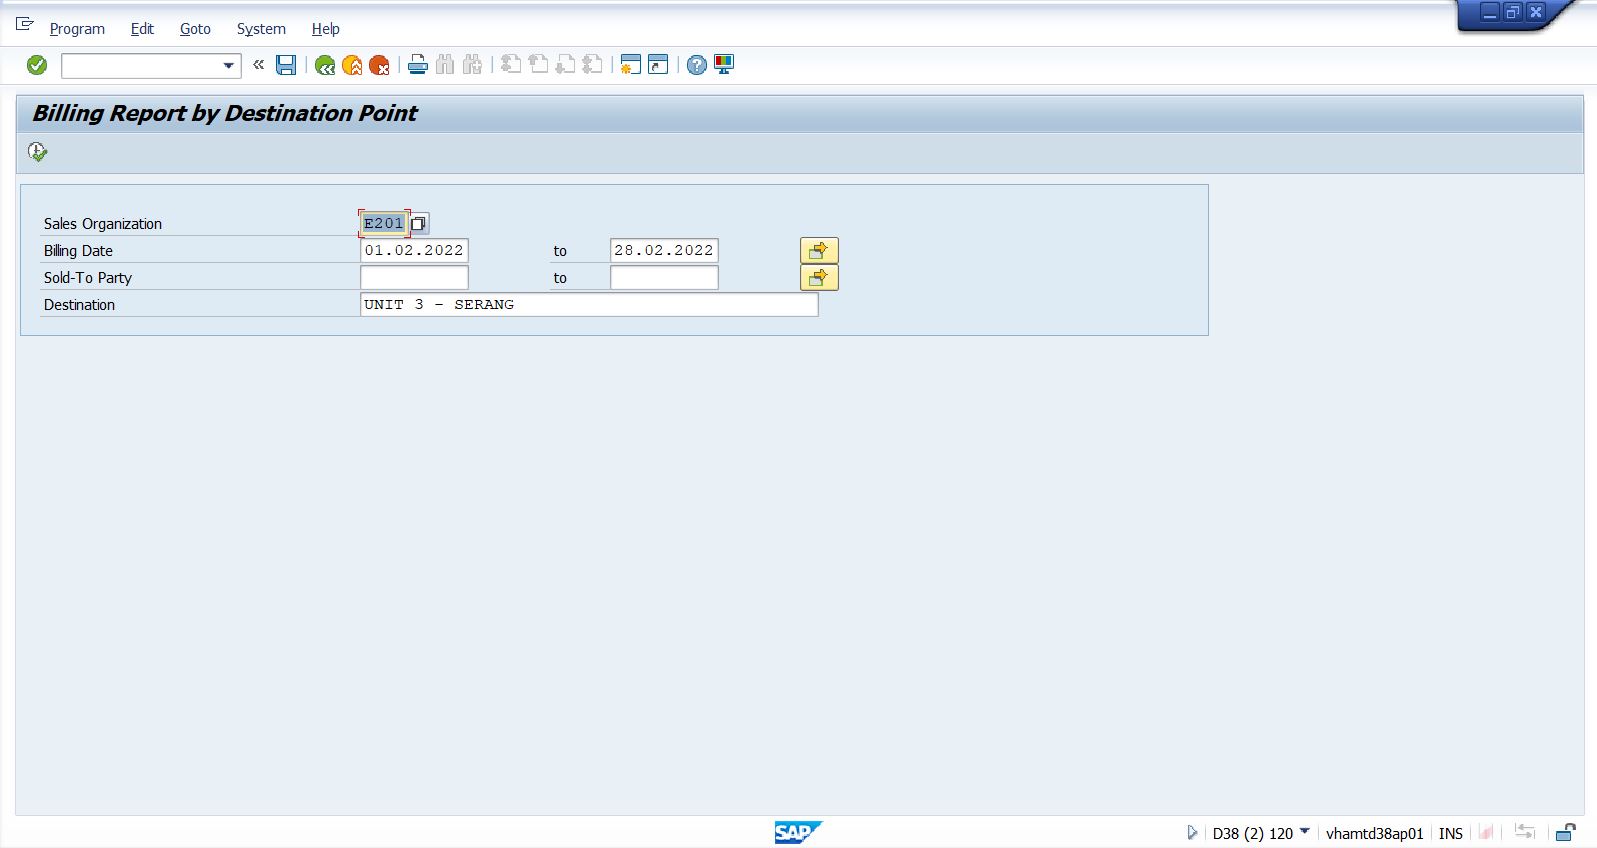 Program Edit Goto System Help
Billing Report by Destination Point
Sales Organization E201
Billing Date 01.02.2022 to 28.02.2022
Sold-To Party to
Destination UNIT 3 - SERANG
SAP D38 (2) 120 vhamtd38ap01 INS